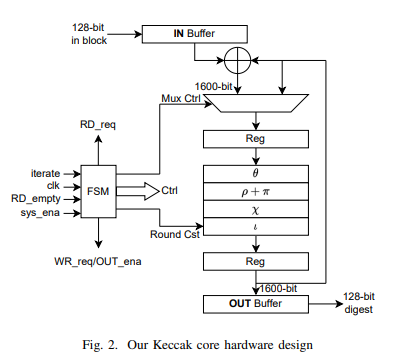 128-bit
in block
IN Buffer
1600-bit
Mux Ctrl
RD_req
Reg
iterate
clk
RD_empty
sys_ena
FSM
Ctrl
θ
ρ + π
χ
ι
Round Cst
WR_req/OUT_ena
Reg
1600-bit
OUT Buffer
128-bit
digest
Fig. 2. Our Keccak core hardware design